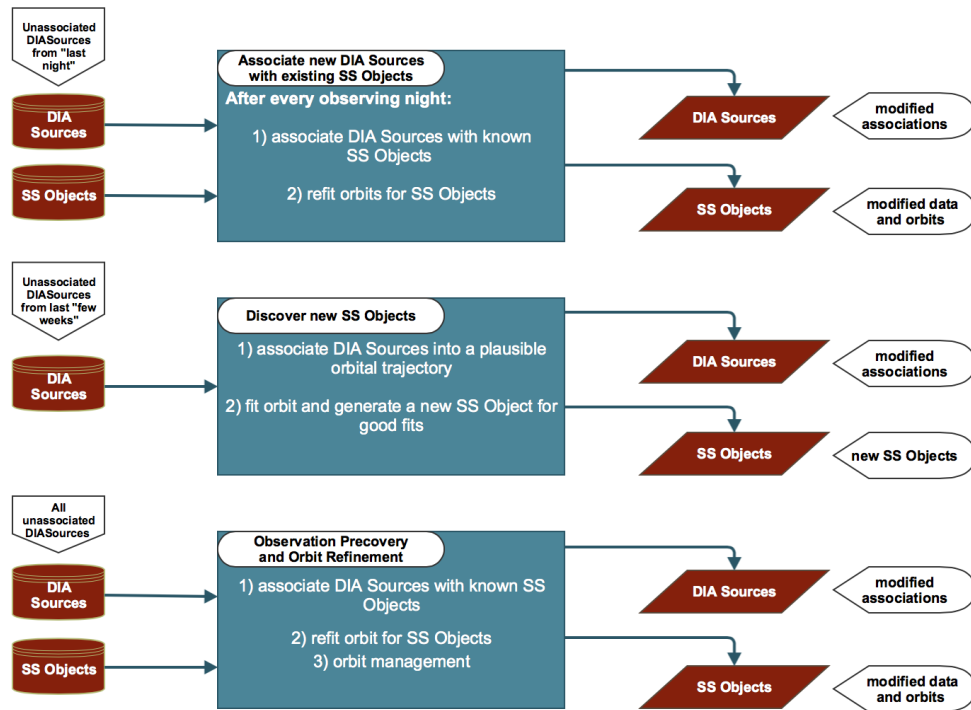 Unassociated
DIASources
from "last
night"
DIA
Sources
SS Objects
Associate new DIA Sources
with existing SS Objects
After every observing night:
1) associate DIA Sources with known
SS Objects
2) refit orbits for SS Objects
DIA Sources
modified
associations
SS Objects
modified data
and orbits
Unassociated
DIASources
from last "few
weeks"
DIA
Sources
Discover new SS Objects
1) associate DIA Sources into a plausible
orbital trajectory
2) fit orbit and generate a new SS Object for
good fits
DIA Sources
modified
associations
SS Objects
new SS Objects
All
unassociated
DIASources
DIA
Sources
SS Objects
Observation Precovery
and Orbit Refinement
1) associate DIA Sources with known SS
Objects
2) refit orbit for SS Objects
3) orbit management
DIA Sources
modified
associations
SS Objects
modified data
and orbits